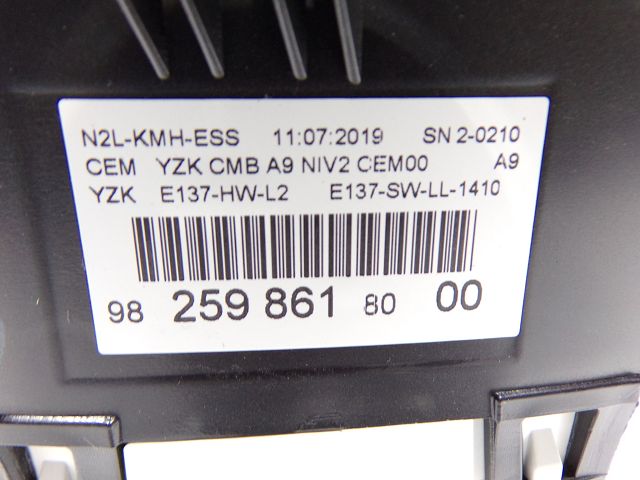 N2L-KMH-ESS 11:07:2019 SN 2-0210
CEM YZK CMB A9 NIV2 CEM00 A9
YZK E137-HW-L2 E137-SW-LL-1410
98 259 861 80 00